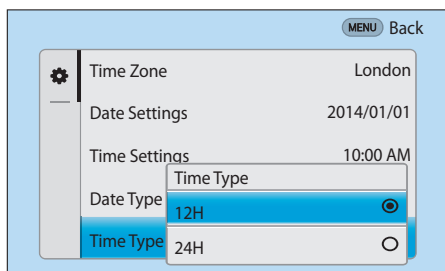 MENU Back
Time Zone London
Date Settings 2014/01/01
Time Settings 10:00 AM
Date Type
Time Type
Time Type
12H
24H